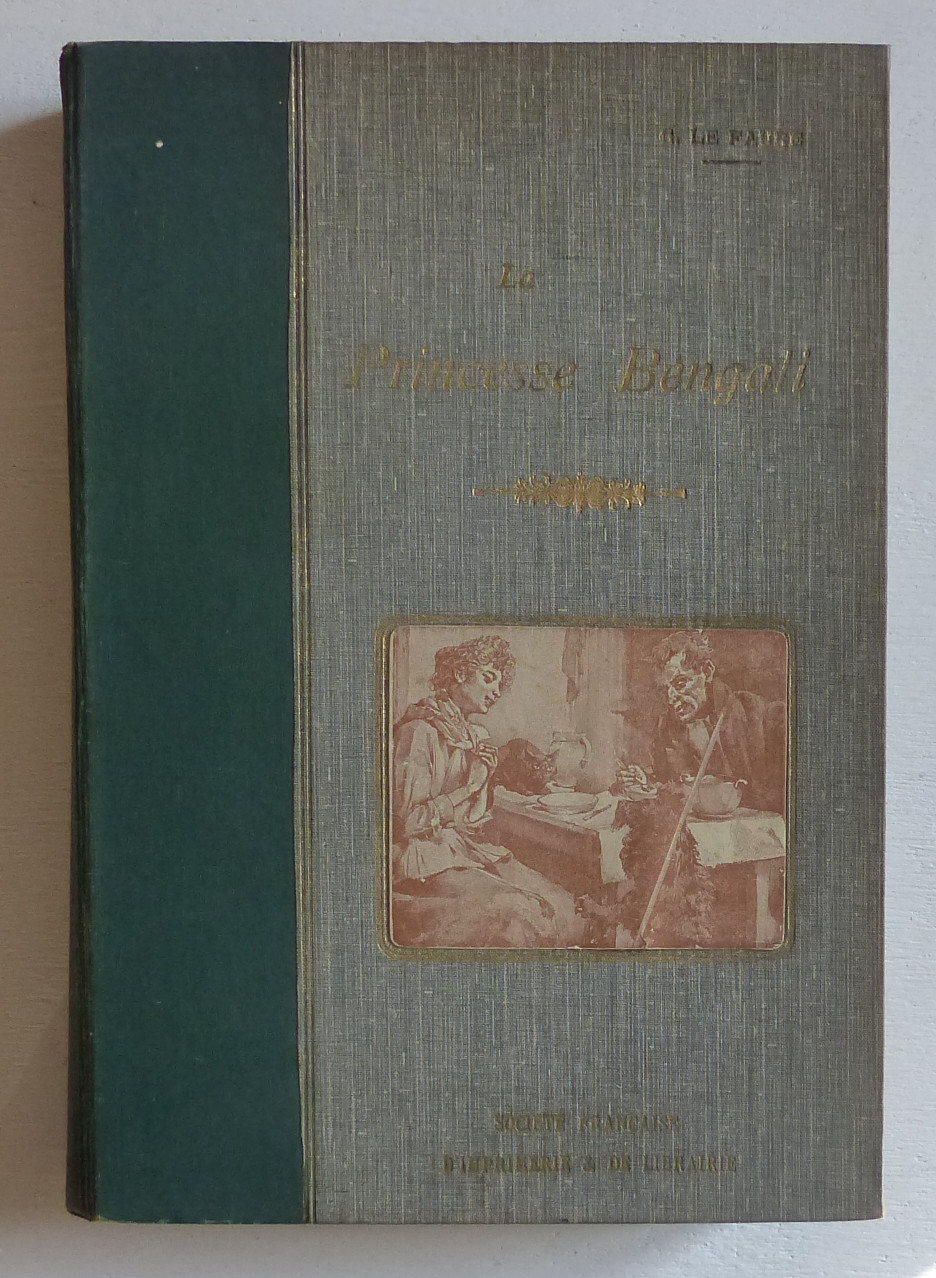 G. LE FAURE
La
Princesse Bengali
SOCIÉTÉ FRANÇAISE
D'IMPRIMERIE & DE LIBRAIRIE